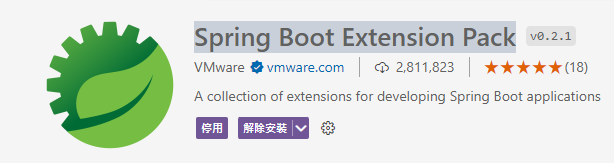 Spring Boot Extension Pack v0.2.1
VMware vmware.com 2,811,823 (18)
A collection of extensions for developing Spring Boot applications
停用 解除安裝